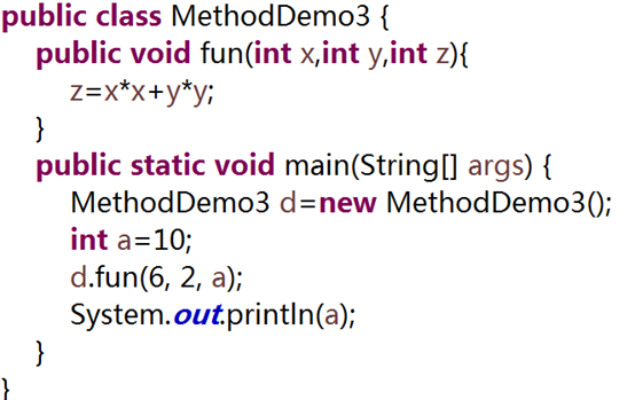 public class MethodDemo3 {
public void fun(int x,int y,int z){
z=x*x+y*y;
}
public static void main(String[] args) {
MethodDemo3 d=new MethodDemo3();
int a=10;
d.fun(6, 2, a);
System.out.println(a);
}
}